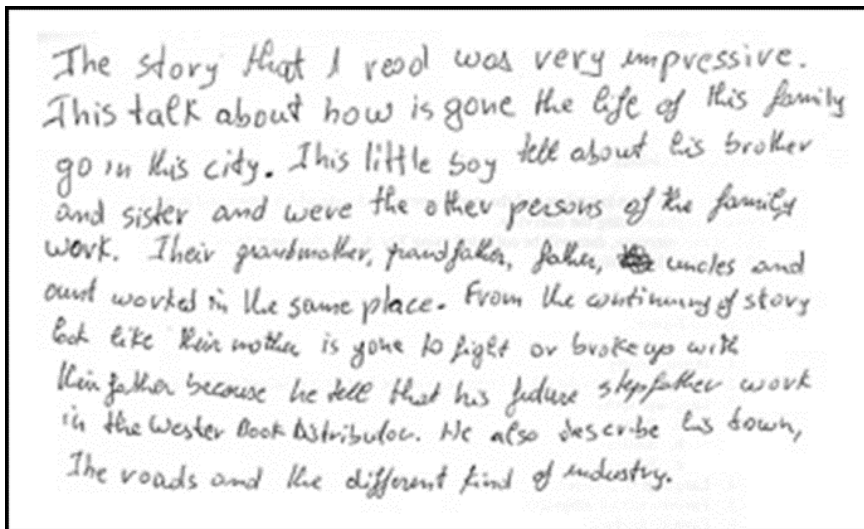 The story that I read was very impressive.
This talk about how is gone the life of this family
go in this city. This little boy tell about his brother
and sister and were the other persons of the family
work. Their grandmother, grandfather, father, uncles and
aunt worked in the same place. From the continuing of story
look like their mother is gone to fight or broke up with
their father because he tell that his future stepfather work
in the Wester Book Distributor. He also describe his town,
The roads and the different kind of industry.